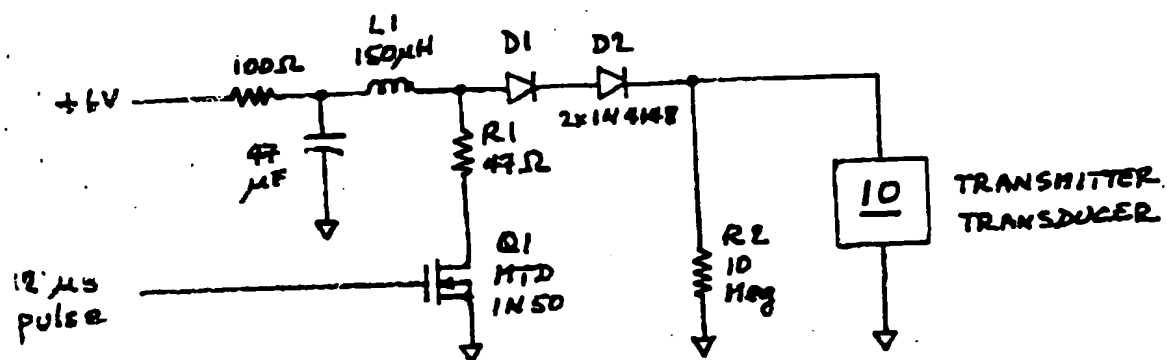 L1
150μH
D1
D2
100Ω
+6V
2x1N4148
47
μF
R1
47Ω
10
TRANSMITTER
TRANSDUCER
R2
10
Meg
Q1
MTD
1N50
12 μs
pulse